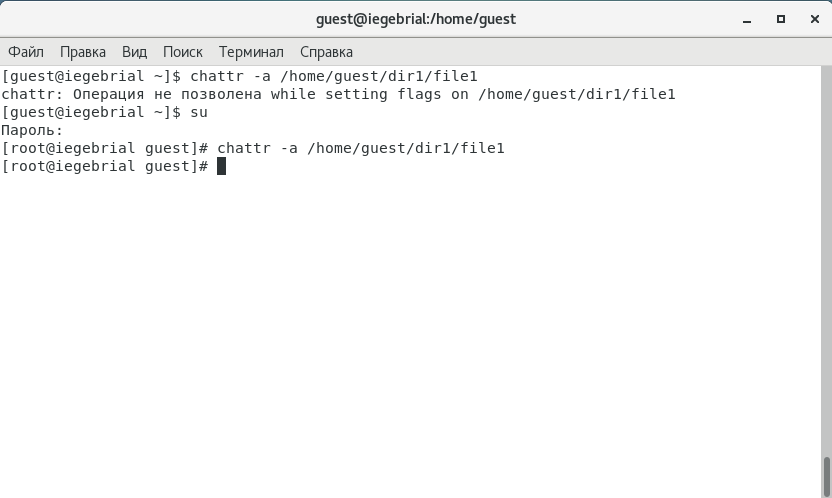 guest@iegebrial:/home/guest
Файл Правка Вид Поиск Терминал Справка
[guest@iegebrial ~]$ chattr -a /home/guest/dir1/file1
chattr: Операция не позволена while setting flags on /home/guest/dir1/file1
[guest@iegebrial ~]$ su
Пароль:
[root@iegebrial guest]# chattr -a /home/guest/dir1/file1
[root@iegebrial guest]#